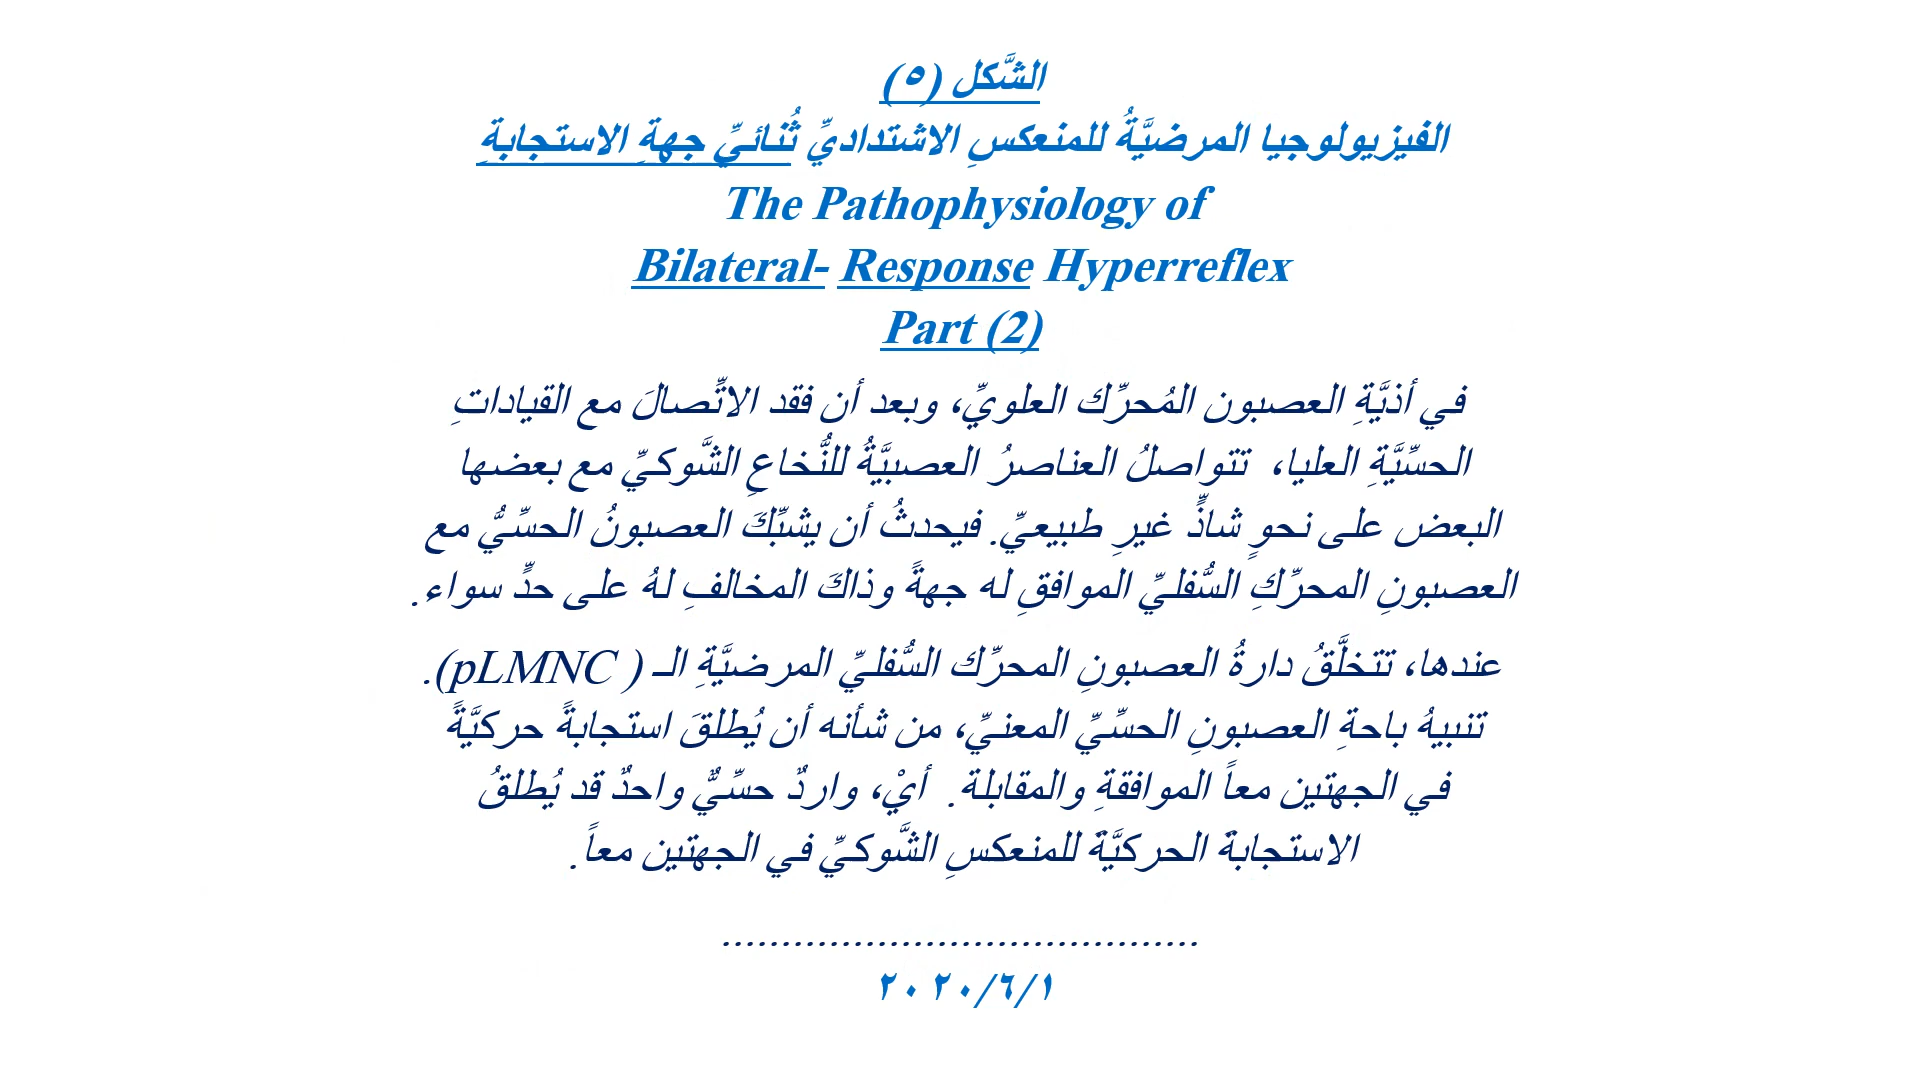 الشَّكل (٥)
الفيزيولوجيا المرضيَّةُ للمنعكسِ الاشتداديِّ ثُنائيِّ جهةِ الاستجابةِ
The Pathophysiology of
Bilateral- Response Hyperreflex
Part (2)
في أذيَّةِ العصبون المُحرِّك العلويِّ، وبعد أن فقد الاتِّصالَ مع القياداتِ
الحسِّيَّةِ العليا، تتواصلُ العناصرُ العصبيَّةُ للنُّخاعِ الشَّوكيِّ مع بعضها
البعض على نحوٍ شاذٍّ غيرِ طبيعيِّ. فيحدثُ أن يشبِّكَ العصبونُ الحسِّيُّ مع
العصبونِ المحرِّكِ السُّفليِّ الموافقِ له جهةً وذاكَ المخالفِ لهُ على حدٍّ سواء.
عندها، تتخلَّقُ دارةُ العصبونِ المحرِّك السُّفليِّ المرضيَّةِ الـ ( pLMNC).
تنبيهُ باحةِ العصبونِ الحسِّيِّ المعنيِّ، من شأنه أن يُطلقَ استجابةً حركيَّةً
في الجهتين معاً الموافقةِ والمقابلة. أيْ، واردٌ حسِّيٌّ واحدٌ قد يُطلقُ
الاستجابةَ الحركيَّةَ للمنعكسِ الشَّوكيِّ في الجهتين معاً.
........................................
٢٠٢٠/٦/١